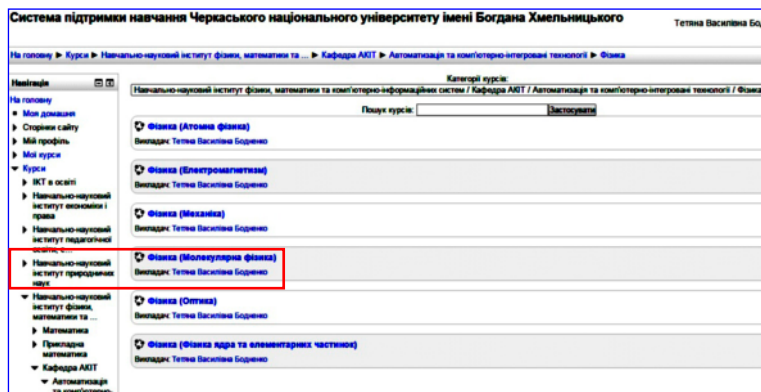 Система підтримки навчання Черкаського національного університету імені Богдана Хмельницького
Тетяна Василівна Бод
На головну ► Курси ► Навчально-науковий інститут фізики, математики та ... ► Кафедра АКІТ ► Автоматизація та комп'ютерно-інтегровані технології ► Фізика
Навігація
На головну
Моя домашня
Сторінки сайту
Мій профіль
Мої курси
Курси
ІКТ в освіті
Навчально-науковий
інститут економіки і
права
Навчально-науковий
інститут педагогічної
освіти, с...
Навчально-науковий
інститут природничих
наук
Навчально-науковий
інститут фізики,
математики та ...
Математика
Прикладна
математика
Кафедра АКІТ
Автоматизація
та комп'ютерно-
Категорії курсів:
Навчально-науковий інститут фізики, математики та комп'ютерно-інформаційних систем / Кафедра АКІТ / Автоматизація та комп'ютерно-інтегровані технології / Фізика
Пошук курсів:
Застосувати
Фізика (Атомна фізика)
Викладач: Тетяна Василівна Бодненко
Фізика (Електромагнетизм)
Викладач: Тетяна Василівна Бодненко
Фізика (Механіка)
Викладач: Тетяна Василівна Бодненко
Фізика (Молекулярна фізика)
Викладач: Тетяна Василівна Бодненко
Фізика (Оптика)
Викладач: Тетяна Василівна Бодненко
Фізика (Фізика ядра та елементарних частинок)
Викладач: Тетяна Василівна Бодненко